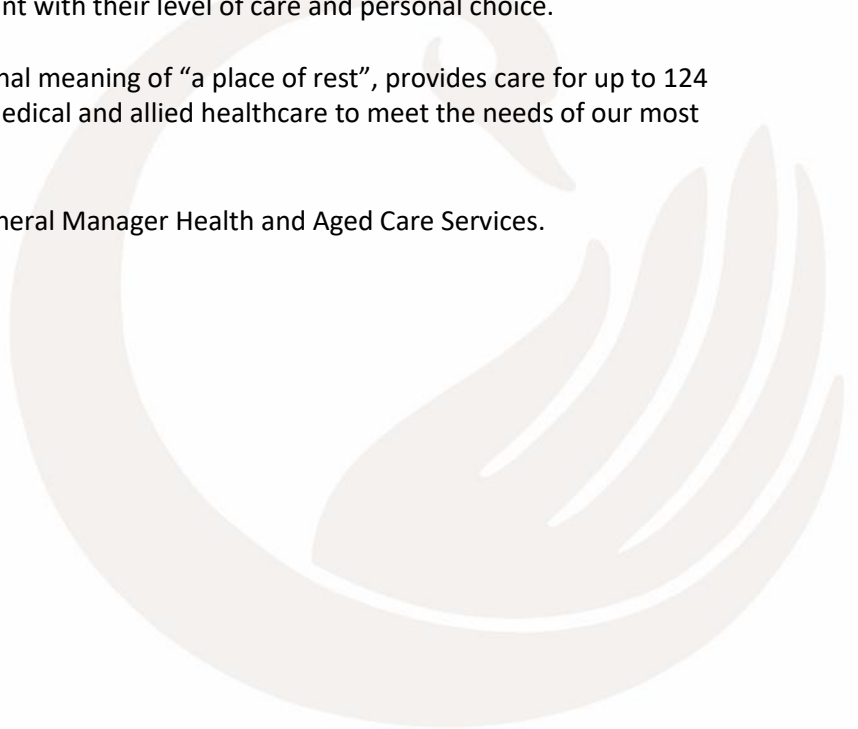 nt with their level of care and personal choice.
nal meaning of “a place of rest”, provides care for up to 124
edical and allied healthcare to meet the needs of our most
neral Manager Health and Aged Care Services.